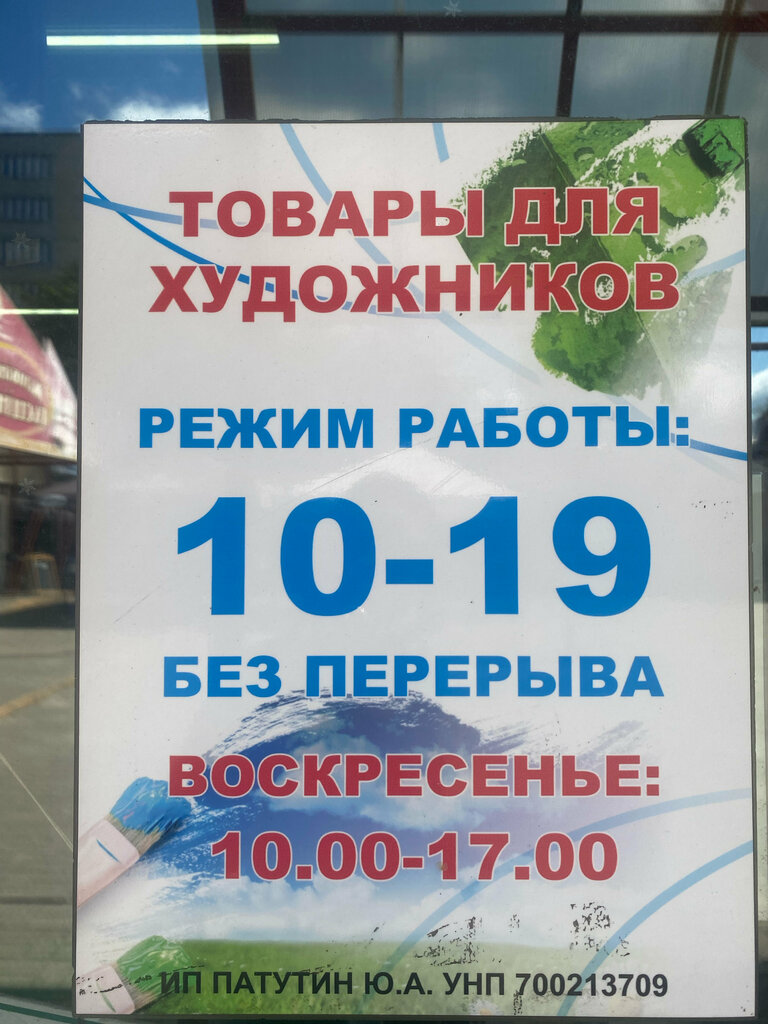 ТОВАРЫ ДЛЯ
ХУДОЖНИКОВ
РЕЖИМ РАБОТЫ:
10-19
БЕЗ ПЕРЕРЫВА
ВОСКРЕСЕНЬЕ:
10.00-17.00
ИП ПАТУТИН Ю.А. УНП 700213709